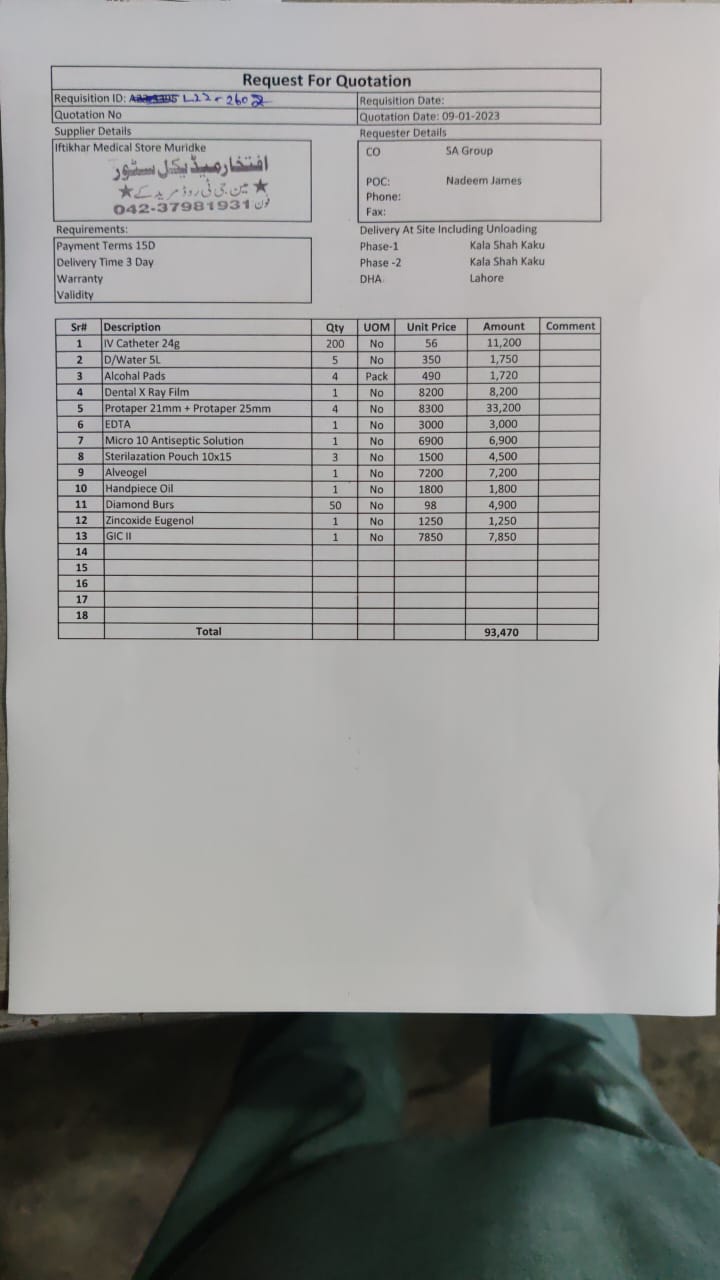 Request For Quotation
Requisition ID: L22-2602
Requisition Date:
Quotation No
Quotation Date: 09-01-2023
Supplier Details
Requester Details
Iftikhar Medical Store Muridke
افتخار میڈیکل سٹور
★ مین جی ٹی روڈ مریدکے ★
042-37981931 فون
CO SA Group
POC: Nadeem James
Phone:
Fax:
Requirements:
Payment Terms 15D
Delivery Time 3 Day
Warranty
Validity
Delivery At Site Including Unloading
Phase-1 Kala Shah Kaku
Phase -2 Kala Shah Kaku
DHA. Lahore
Sr# Description Qty UOM Unit Price Amount Comment
1 IV Catheter 24g 200 No 56 11,200
2 D/Water 5L 5 No 350 1,750
3 Alcohal Pads 4 Pack 490 1,720
4 Dental X Ray Film 1 No 8200 8,200
5 Protaper 21mm + Protaper 25mm 4 No 8300 33,200
6 EDTA 1 No 3000 3,000
7 Micro 10 Antiseptic Solution 1 No 6900 6,900
8 Sterilazation Pouch 10x15 3 No 1500 4,500
9 Alveogel 1 No 7200 7,200
10 Handpiece Oil 1 No 1800 1,800
11 Diamond Burs 50 No 98 4,900
12 Zincoxide Eugenol 1 No 1250 1,250
13 GIC II 1 No 7850 7,850
14
15
16
17
18
Total 93,470